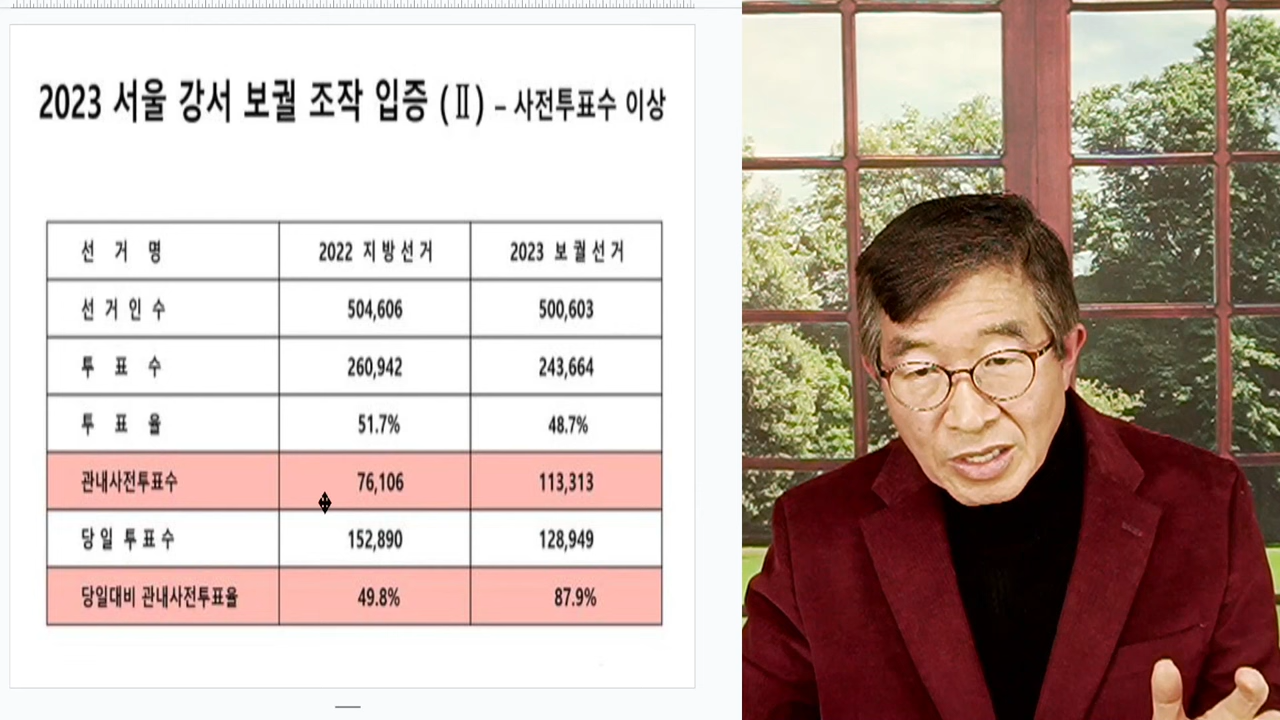 2023 서울 강서 보궐 조작 입증 (Ⅱ) – 사전투표수 이상
선 거 명 2022 지방선거 2023 보궐선거
선 거 인 수 504,606 500,603
투 표 수 260,942 243,664
투 표 율 51.7% 48.7%
관내사전투표수 76,106 113,313
당일 투표수 152,890 128,949
당일대비 관내사전투표율 49.8% 87.9%